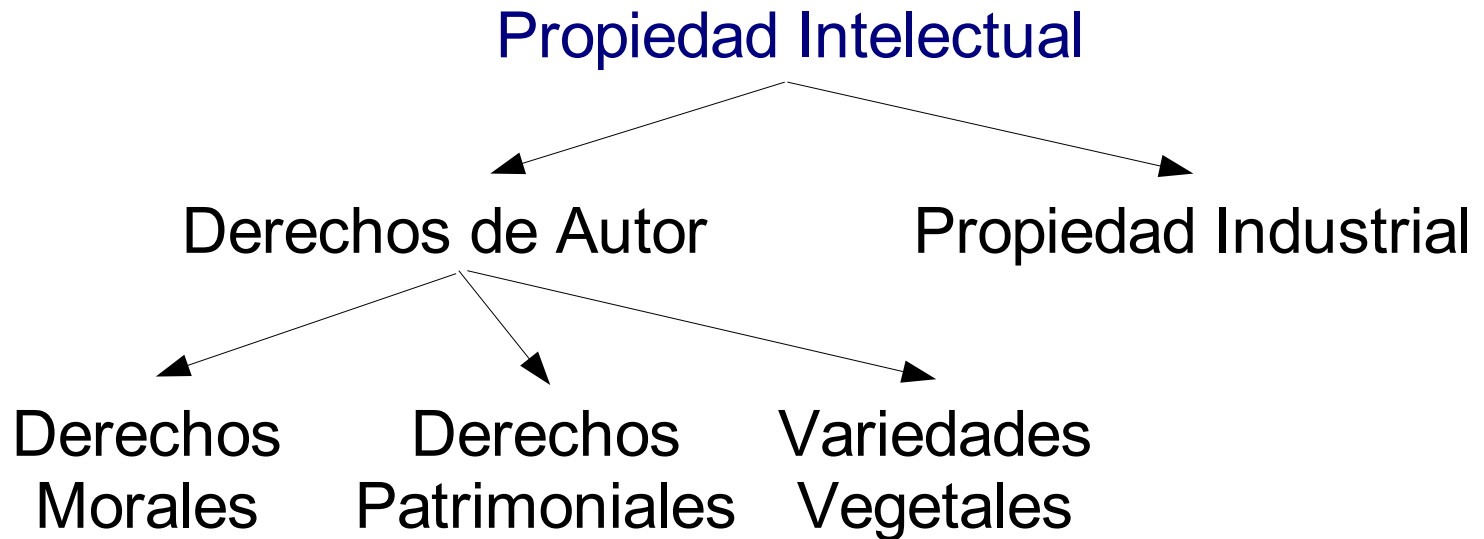 Propiedad Intelectual
Derechos de Autor
Propiedad Industrial
Derechos
Morales
Derechos
Patrimoniales
Variedades
Vegetales